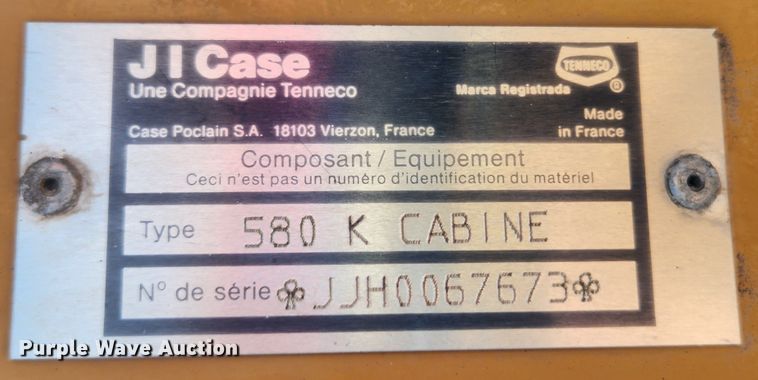 J I Case
Une Compagnie Tenneco
TENNECO
®
Marca Registrada
Case Poclain S.A. 18103 Vierzon, France
Made
in France
Composant / Equipement
Ceci n'est pas un numéro d'identification du matériel
Type 580 K CABINE
N° de série ♣JJH0067673♣
Purple Wave Auction